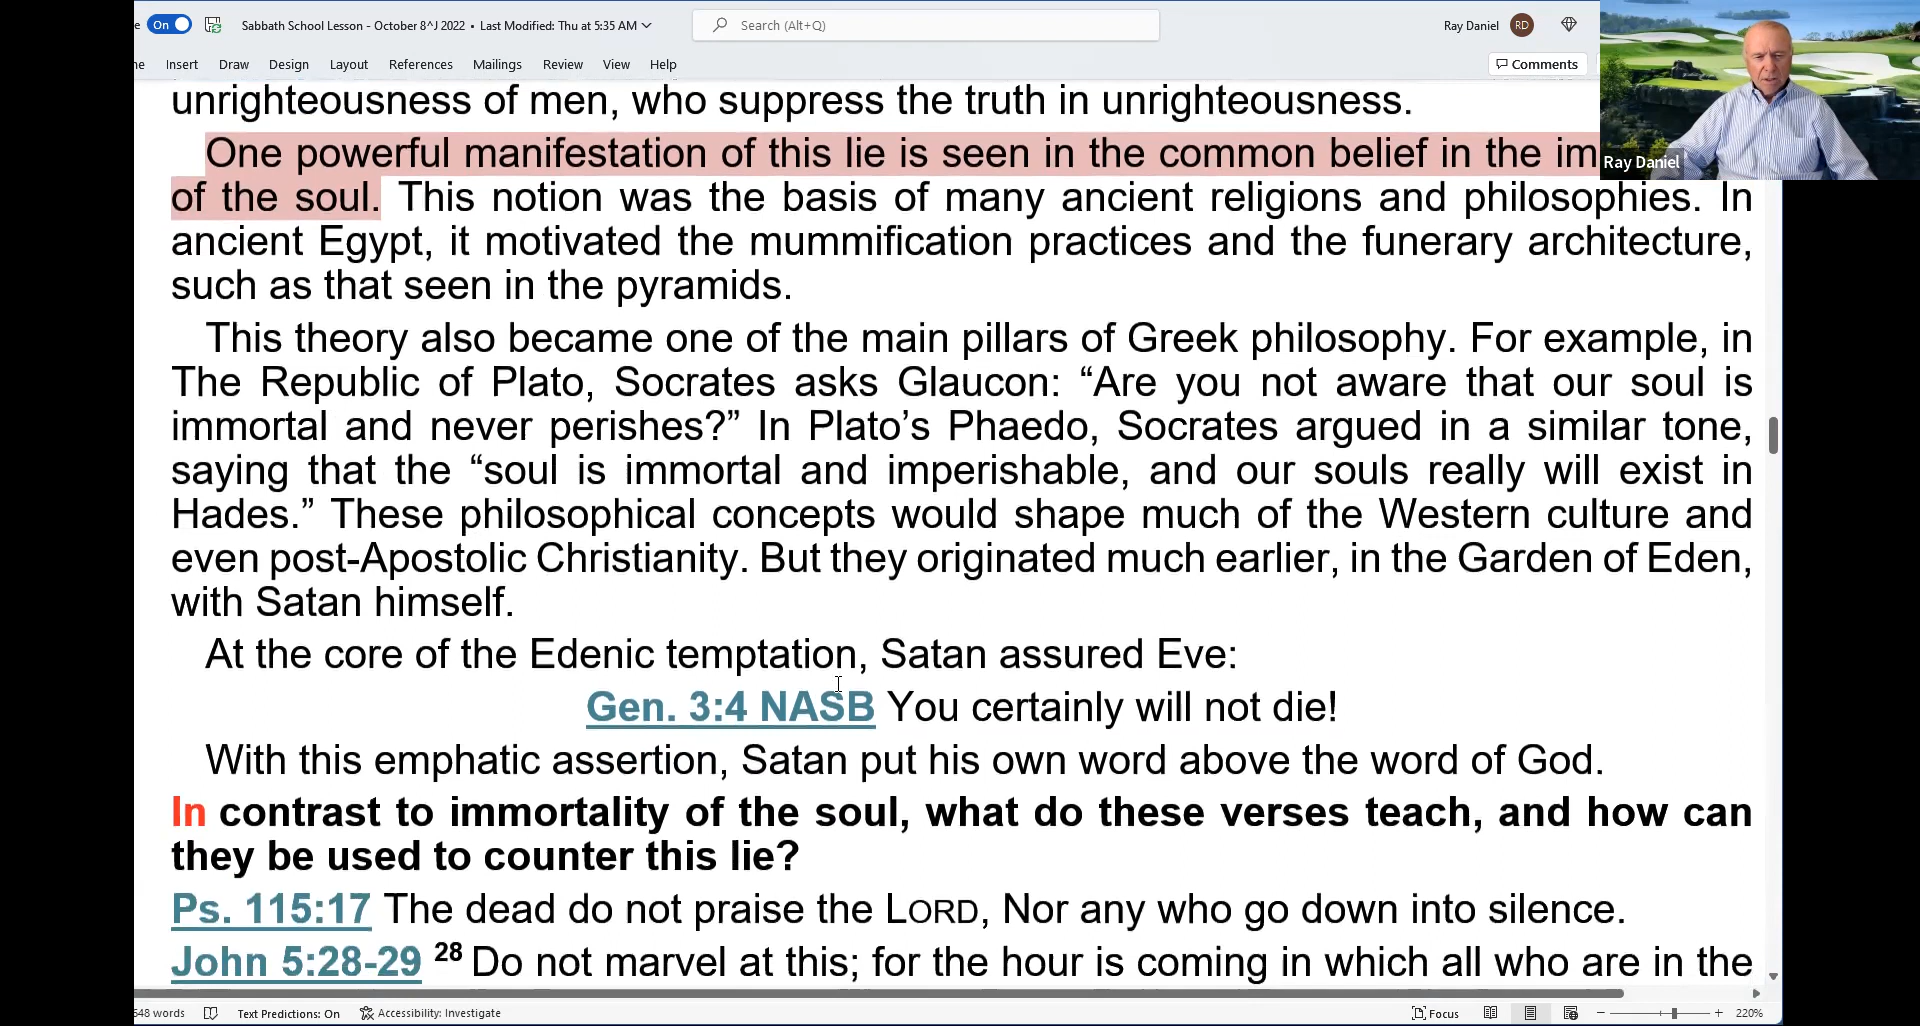 e On Sabbath School Lesson - October 8^J 2022 • Last Modified: Thu at 5:35 AM Search (Alt+Q) Ray Daniel RD
ne Insert Draw Design Layout References Mailings Review View Help Comments
unrighteousness of men, who suppress the truth in unrighteousness.
One powerful manifestation of this lie is seen in the common belief in the im
Ray Daniel
of the soul. This notion was the basis of many ancient religions and philosophies. In
ancient Egypt, it motivated the mummification practices and the funerary architecture,
such as that seen in the pyramids.
This theory also became one of the main pillars of Greek philosophy. For example, in
The Republic of Plato, Socrates asks Glaucon: “Are you not aware that our soul is
immortal and never perishes?” In Plato’s Phaedo, Socrates argued in a similar tone,
saying that the “soul is immortal and imperishable, and our souls really will exist in
Hades.” These philosophical concepts would shape much of the Western culture and
even post-Apostolic Christianity. But they originated much earlier, in the Garden of Eden,
with Satan himself.
At the core of the Edenic temptation, Satan assured Eve:
Gen. 3:4 NASB You certainly will not die!
With this emphatic assertion, Satan put his own word above the word of God.
In contrast to immortality of the soul, what do these verses teach, and how can
they be used to counter this lie?
Ps. 115:17 The dead do not praise the LORD, Nor any who go down into silence.
John 5:28-29 28 Do not marvel at this; for the hour is coming in which all who are in the
548 words Text Predictions: On Accessibility: Investigate Focus 220%